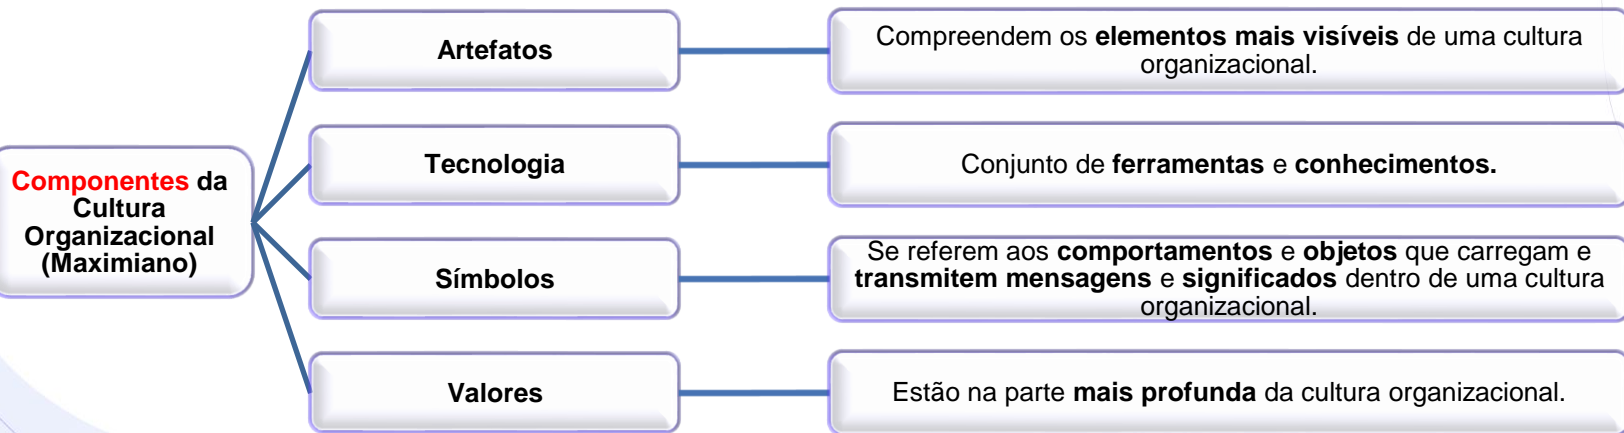 Componentes da
Cultura
Organizacional
(Maximiano)
Artefatos
Compreendem os elementos mais visíveis de uma cultura
organizacional.
Tecnologia
Conjunto de ferramentas e conhecimentos.
Símbolos
Se referem aos comportamentos e objetos que carregam e
transmitem mensagens e significados dentro de uma cultura
organizacional.
Valores
Estão na parte mais profunda da cultura organizacional.